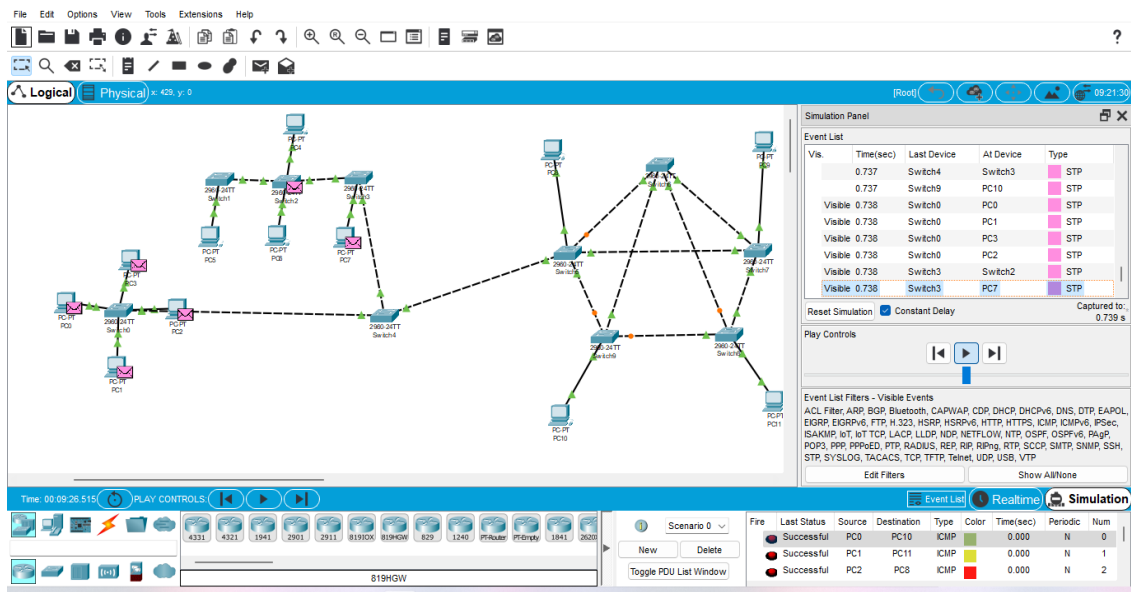 File Edit Options View Tools Extensions Help
?
Logical Physical x: 429, y: 0 [Root] 09:21:30
Simulation Panel
Event List
Vis. Time(sec) Last Device At Device Type
0.737 Switch4 Switch3 STP
0.737 Switch9 PC10 STP
Visible 0.738 Switch0 PC0 STP
Visible 0.738 Switch0 PC1 STP
Visible 0.738 Switch0 PC3 STP
Visible 0.738 Switch0 PC2 STP
Visible 0.738 Switch3 Switch2 STP
Visible 0.738 Switch3 PC7 STP
Reset Simulation Constant Delay Captured to:
0.739 s
Play Controls
Event List Filters - Visible Events
ACL Filter, ARP, BGP, Bluetooth, CAPWAP, CDP, DHCP, DHCPv6, DNS, DTP, EAPOL,
EIGRP, EIGRPv6, FTP, H.323, HSRP, HSRPv6, HTTP, HTTPS, ICMP, ICMPv6, IPSec,
ISAKMP, IoT, IoT TCP, LACP, LLDP, NDP, NETFLOW, NTP, OSPF, OSPFv6, PAgP,
POP3, PPP, PPPoED, PTP, RADIUS, REP, RIP, RIPng, RTP, SCCP, SMTP, SNMP, SSH,
STP, SYSLOG, TACACS, TCP, TFTP, Telnet, UDP, USB, VTP
Edit Filters Show All/None
PC-PT
PC4
2960-24TT
Switch1
Switch2
Switch3
PC-PT
PC5
PC-PT
PC-PT
PC7
PC-PT
PC3
PC-PT
PC0
2960-24TT
Switch0
PC-PT
PC2
PC-PT
PC1
2960-24TT
Switch4
PC-PT
PC-PT
PC9
2960-24TT
2960-24TT
Switch7
2960-24TT
Switch9
2960-24TT
PC-PT
PC10
PC-PT
PC11
Time: 00:09:26.515 PLAY CONTROLS: Event List Realtime Simulation
4331 4321 1941 2901 2911 819IOX 819HGW 829 1240 PT-Router PT-Empty 1841 2620X
819HGW
Scenario 0
New Delete
Toggle PDU List Window
Fire Last Status Source Destination Type Color Time(sec) Periodic Num
Successful PC0 PC10 ICMP 0.000 N 0
Successful PC1 PC11 ICMP 0.000 N 1
Successful PC2 PC8 ICMP 0.000 N 2